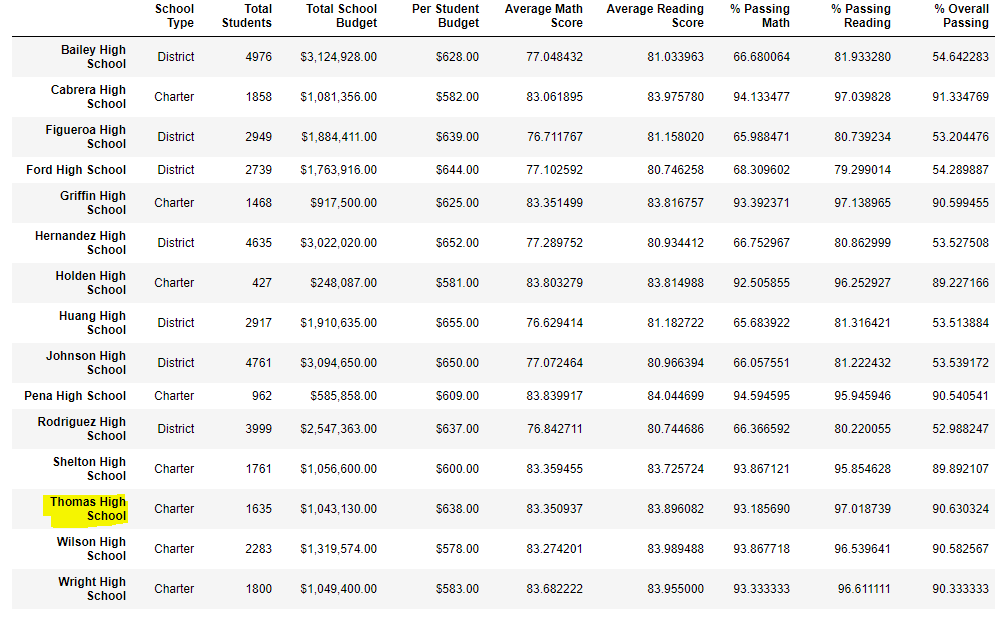 School Type Total Students Total School Budget Per Student Budget Average Math Score Average Reading Score % Passing Math % Passing Reading % Overall Passing
Bailey High School District 4976 $3,124,928.00 $628.00 77.048432 81.033963 66.680064 81.933280 54.642283
Cabrera High School Charter 1858 $1,081,356.00 $582.00 83.061895 83.975780 94.133477 97.039828 91.334769
Figueroa High School District 2949 $1,884,411.00 $639.00 76.711767 81.158020 65.988471 80.739234 53.204476
Ford High School District 2739 $1,763,916.00 $644.00 77.102592 80.746258 68.309602 79.299014 54.289887
Griffin High School Charter 1468 $917,500.00 $625.00 83.351499 83.816757 93.392371 97.138965 90.599455
Hernandez High School District 4635 $3,022,020.00 $652.00 77.289752 80.934412 66.752967 80.862999 53.527508
Holden High School Charter 427 $248,087.00 $581.00 83.803279 83.814988 92.505855 96.252927 89.227166
Huang High School District 2917 $1,910,635.00 $655.00 76.629414 81.182722 65.683922 81.316421 53.513884
Johnson High School District 4761 $3,094,650.00 $650.00 77.072464 80.966394 66.057551 81.222432 53.539172
Pena High School Charter 962 $585,858.00 $609.00 83.839917 84.044699 94.594595 95.945946 90.540541
Rodriguez High School District 3999 $2,547,363.00 $637.00 76.842711 80.744686 66.366592 80.220055 52.988247
Shelton High School Charter 1761 $1,056,600.00 $600.00 83.359455 83.725724 93.867121 95.854628 89.892107
Thomas High School Charter 1635 $1,043,130.00 $638.00 83.350937 83.896082 93.185690 97.018739 90.630324
Wilson High School Charter 2283 $1,319,574.00 $578.00 83.274201 83.989488 93.867718 96.539641 90.582567
Wright High School Charter 1800 $1,049,400.00 $583.00 83.682222 83.955000 93.333333 96.611111 90.333333